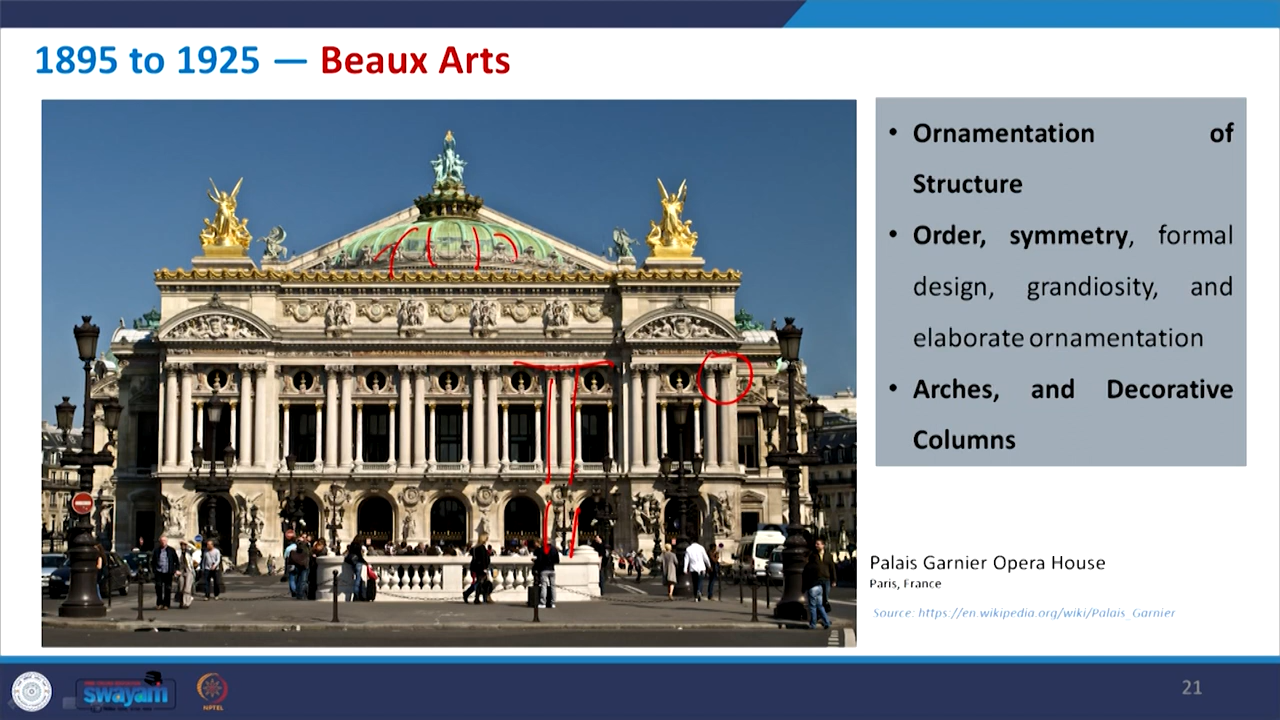 1895 to 1925 — Beaux Arts
• Ornamentation of
Structure
• Order, symmetry, formal
design, grandiosity, and
elaborate ornamentation
• Arches, and Decorative
Columns
Palais Garnier Opera House
Paris, France
Source: https://en.wikipedia.org/wiki/Palais_Garnier
swayam
NPTEL
21